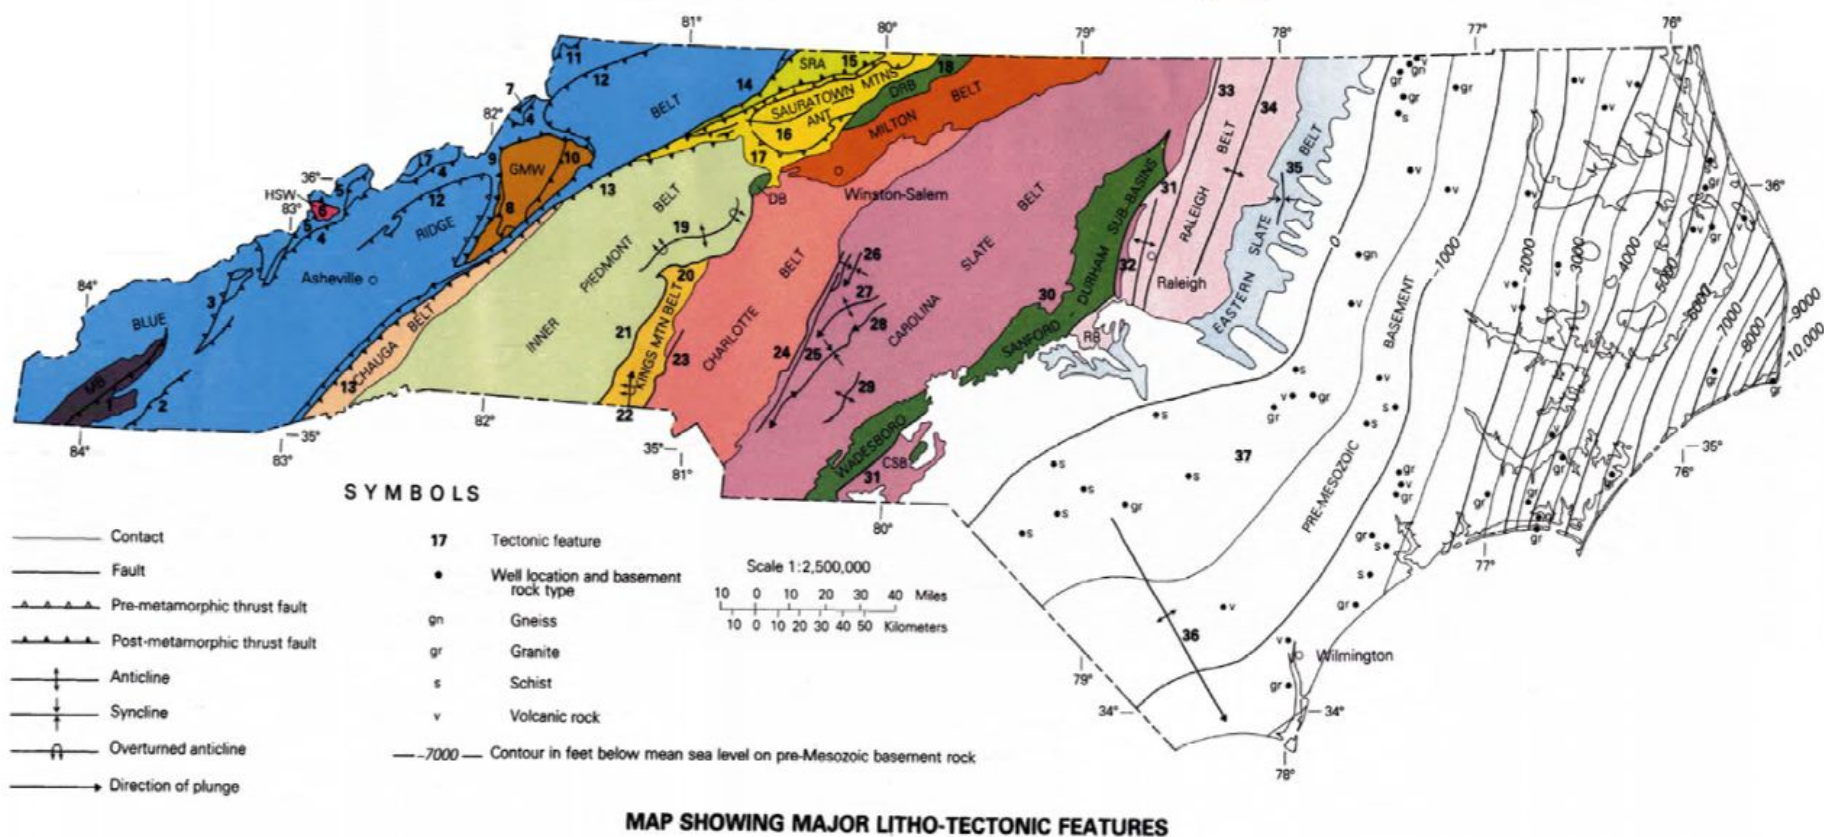 81°
80°
79°
78°
77°
76°
11
12
BELT
14
SRA
15
SAURATOWN MTNS
ANT
16
17
18
DRB
MILTON BELT
33
34
RALEIGH BELT
35
EASTERN SLATE BELT
7
82°
4
9
GMW
10
8
13
7
4
36°
HSW
5
6
83°
5
4
12
RIDGE
Asheville
3
84°
BLUE
MB
1
2
13
CHAUGA BELT
INNER PIEDMONT BELT
19
20
21
KINGS MTN BELT
22
23
CHARLOTTE BELT
24
25
26
27
28
29
CAROLINA SLATE BELT
DB
Winston-Salem
30
SANFORD - DURHAM SUB-BASINS
31
32
Raleigh
RB
WADESBORO
CSB
31
84°
83°
35°
82°
35°
81°
80°
0
BASEMENT
PRE-MESOZOIC
-1000
-2000
-3000
-4000
-5000
-6000
-7000
-8000
-9000
-10,000
36°
35°
76°
77°
37
36
Wilmington
79°
34°
34°
78°
SYMBOLS
Contact
Fault
Pre-metamorphic thrust fault
Post-metamorphic thrust fault
Anticline
Syncline
Overturned anticline
Direction of plunge
17 Tectonic feature
Well location and basement
rock type
gn Gneiss
gr Granite
s Schist
v Volcanic rock
-7000 Contour in feet below mean sea level on pre-Mesozoic basement rock
Scale 1:2,500,000
10 0 10 20 30 40 Miles
10 0 10 20 30 40 50 Kilometers
MAP SHOWING MAJOR LITHO-TECTONIC FEATURES